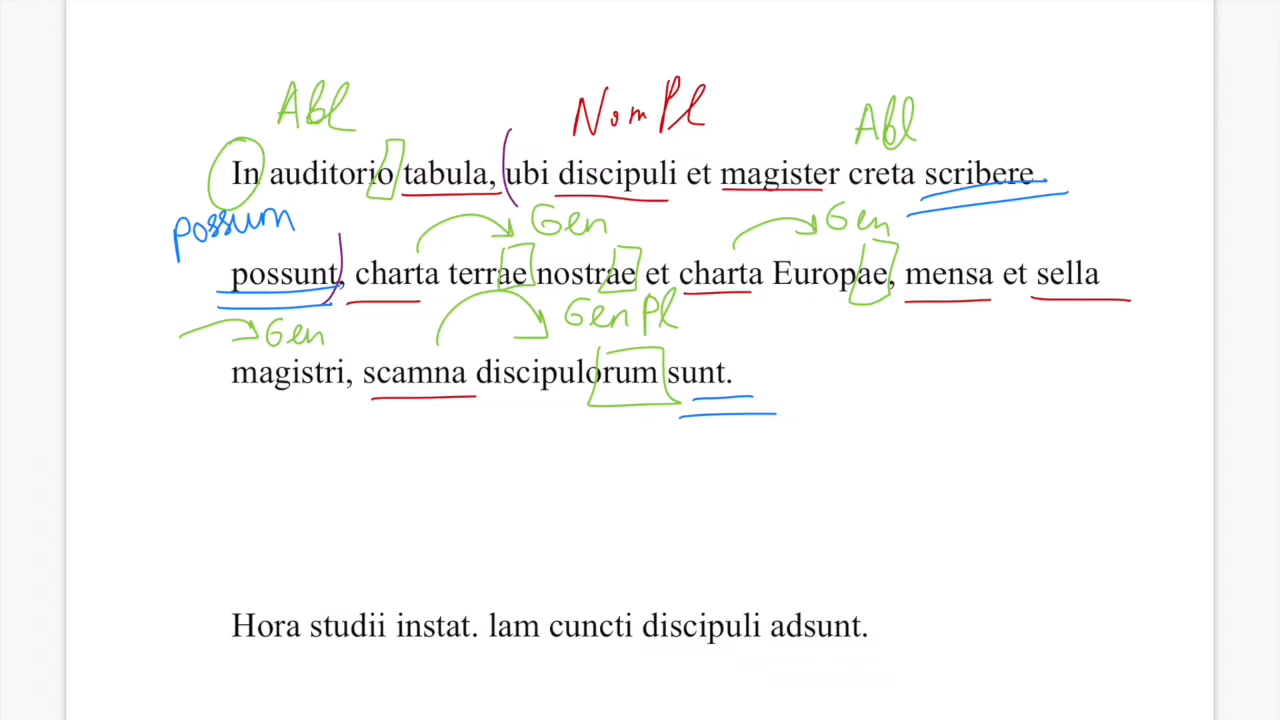 Abl Nom Pl Abl
In auditorio tabula, ubi discipuli et magister creta scribere
possum Gen Gen
possunt, charta terrae nostrae et charta Europae, mensa et sella
Gen Gen Pl
magistri, scamna discipulorum sunt.
Hora studii instat. lam cuncti discipuli adsunt.